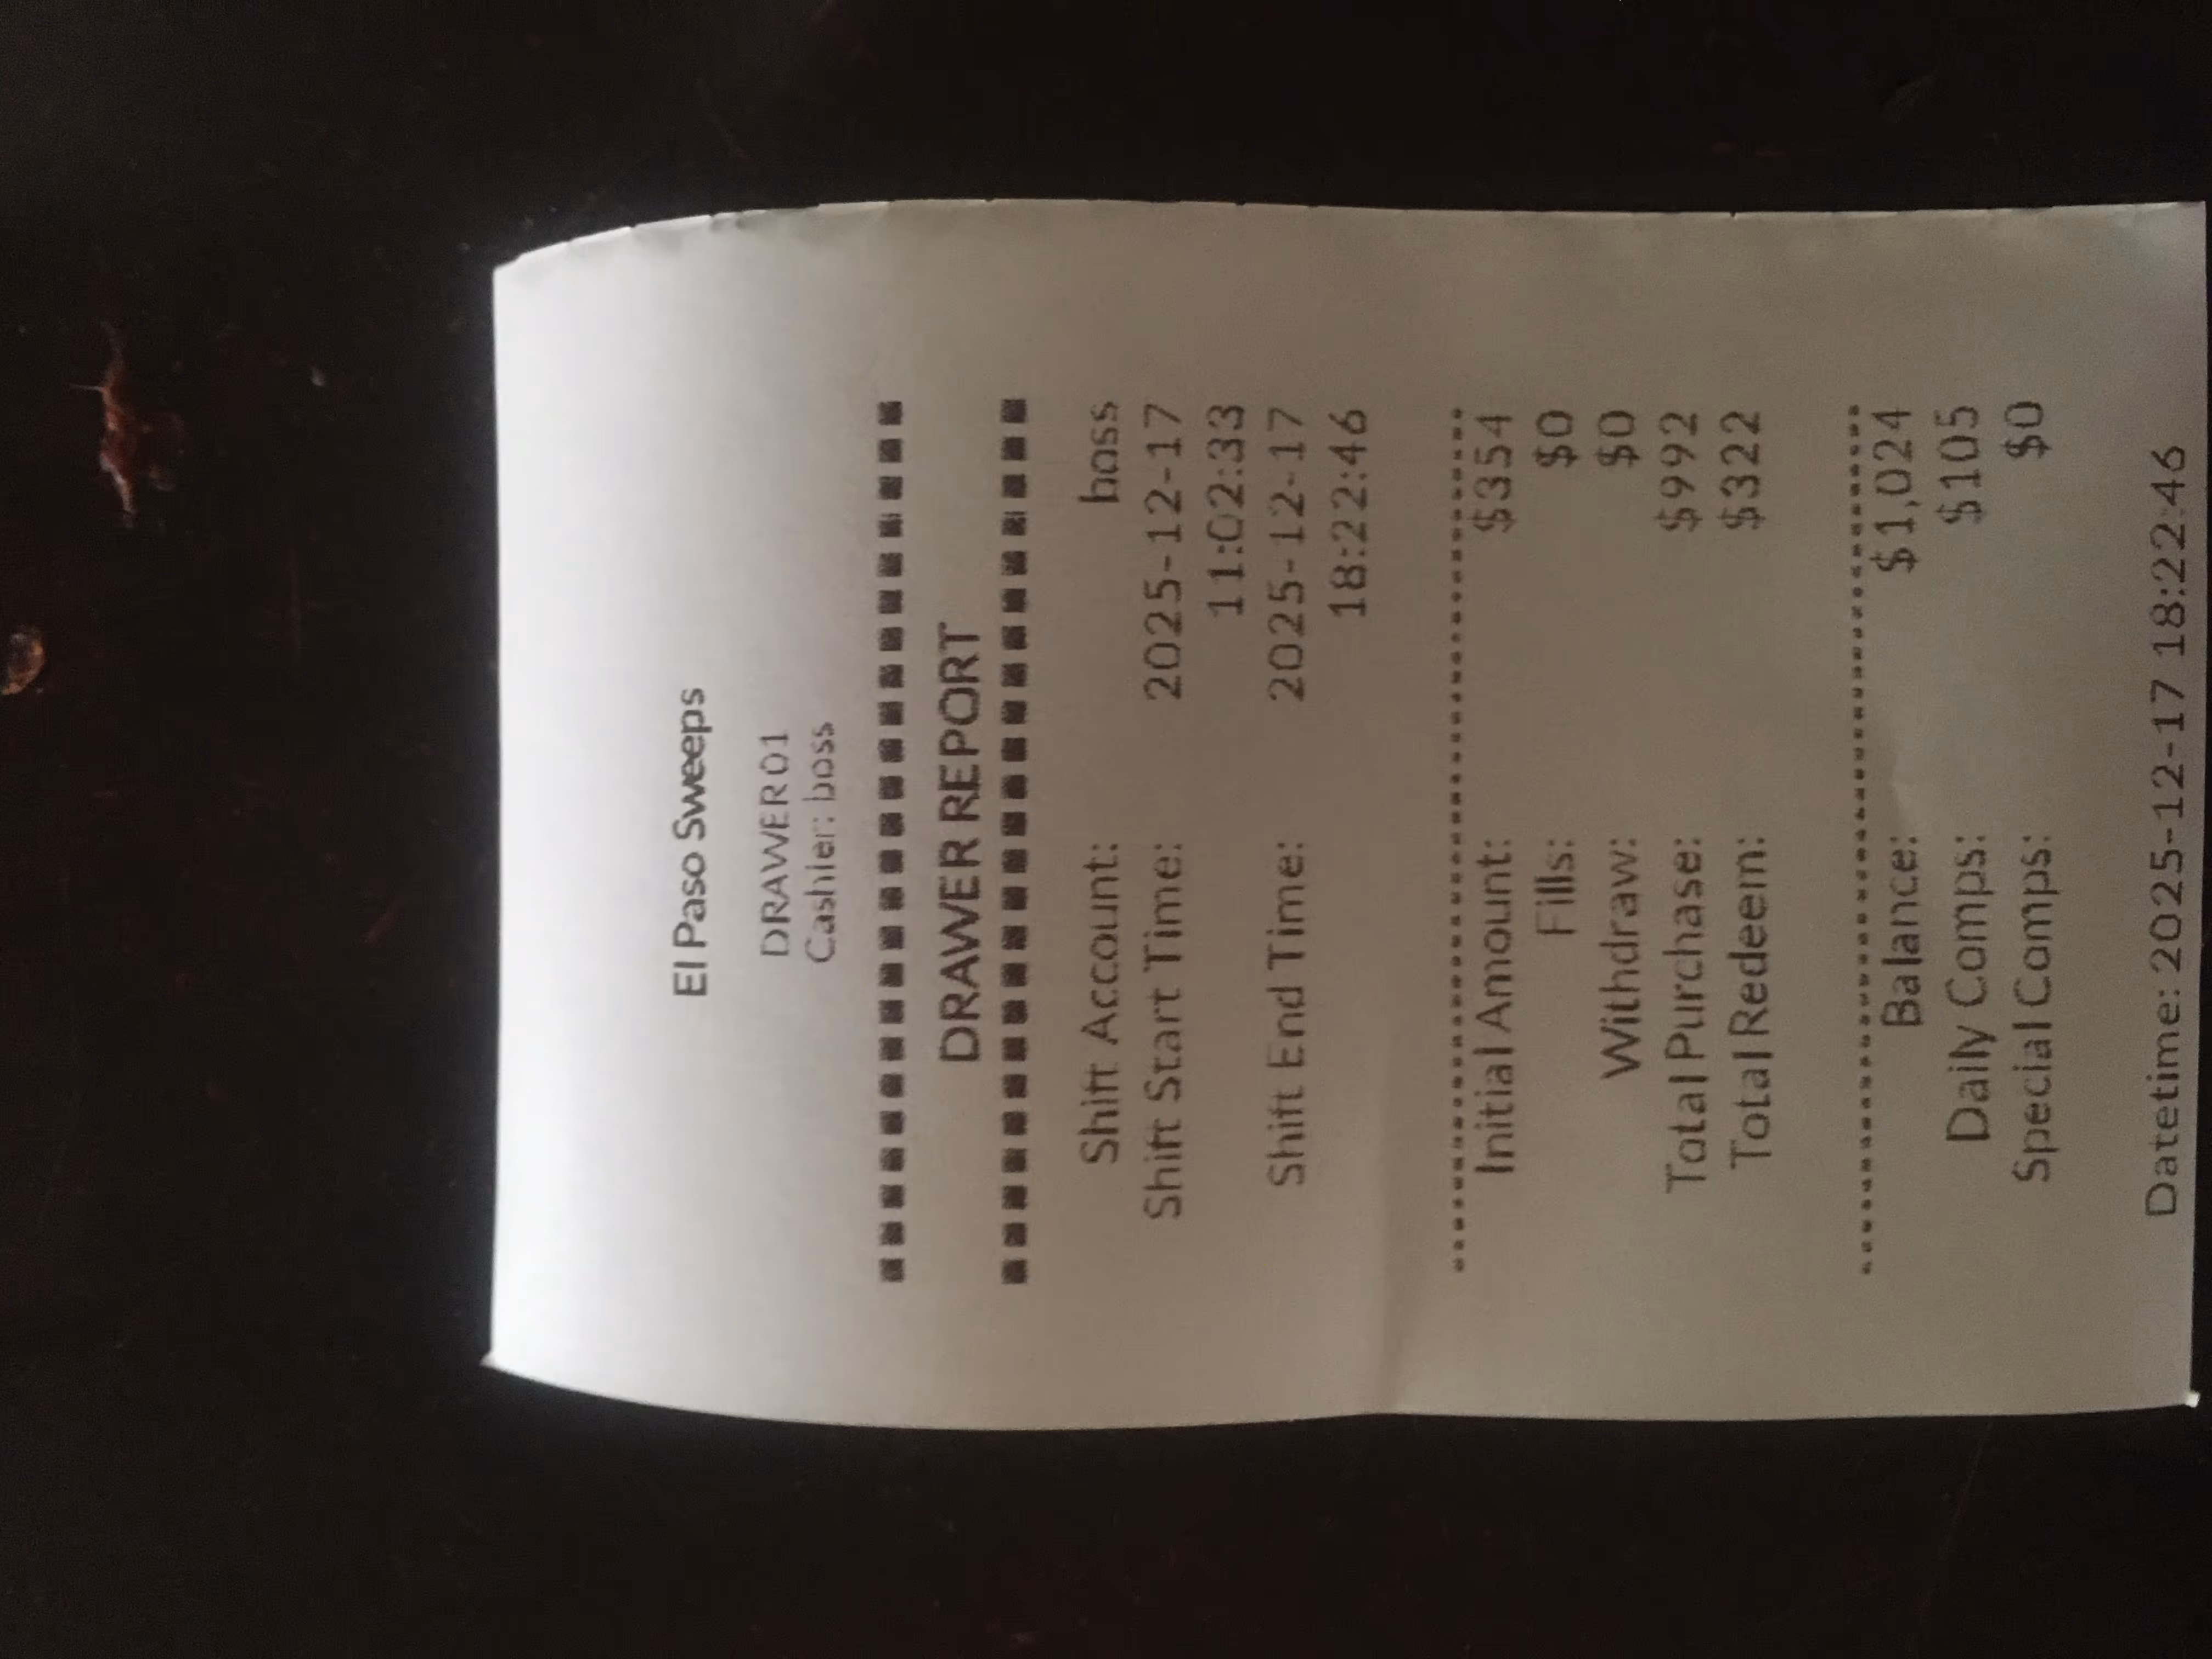 El Paso Sweeps
DRAWER01
Cashier: boss
DRAWER REPORT
Shift Account: boss
Shift Start Time: 2025-12-17
11:02:33
Shift End Time: 2025-12-17
18:22:46
Initial Amount: $354
Fills: $0
Withdraw: $0
Total Purchase: $992
Total Redeem: $322
Balance: $1,024
Daily Comps: $105
Special Comps: $0
Datetime: 2025-12-17 18:22:46